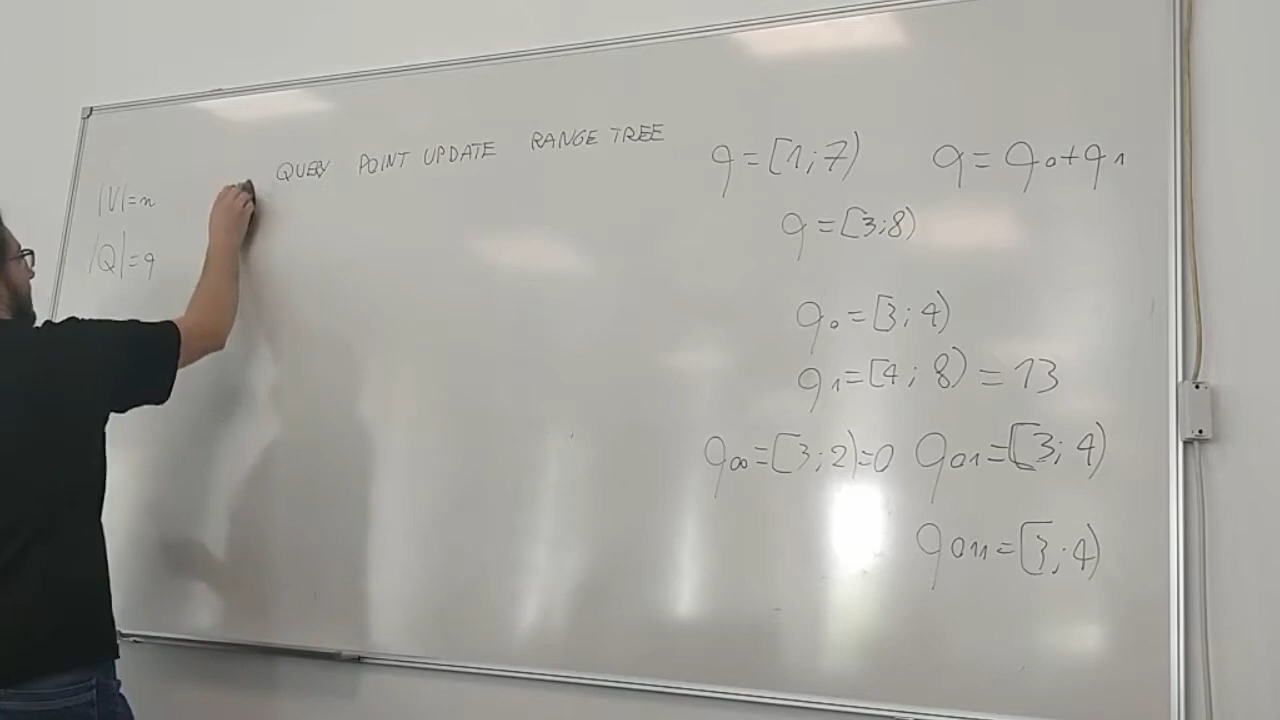 QUERY POINT UPDATE RANGE TREE
|V|=n
|Q|=q
q=[1;7) q=q0+q1
q=[3;8)
q0=[3;4)
q1=[4;8)=13
q00=[3;2)=0 q01=[3;4)
q011=[3;4)